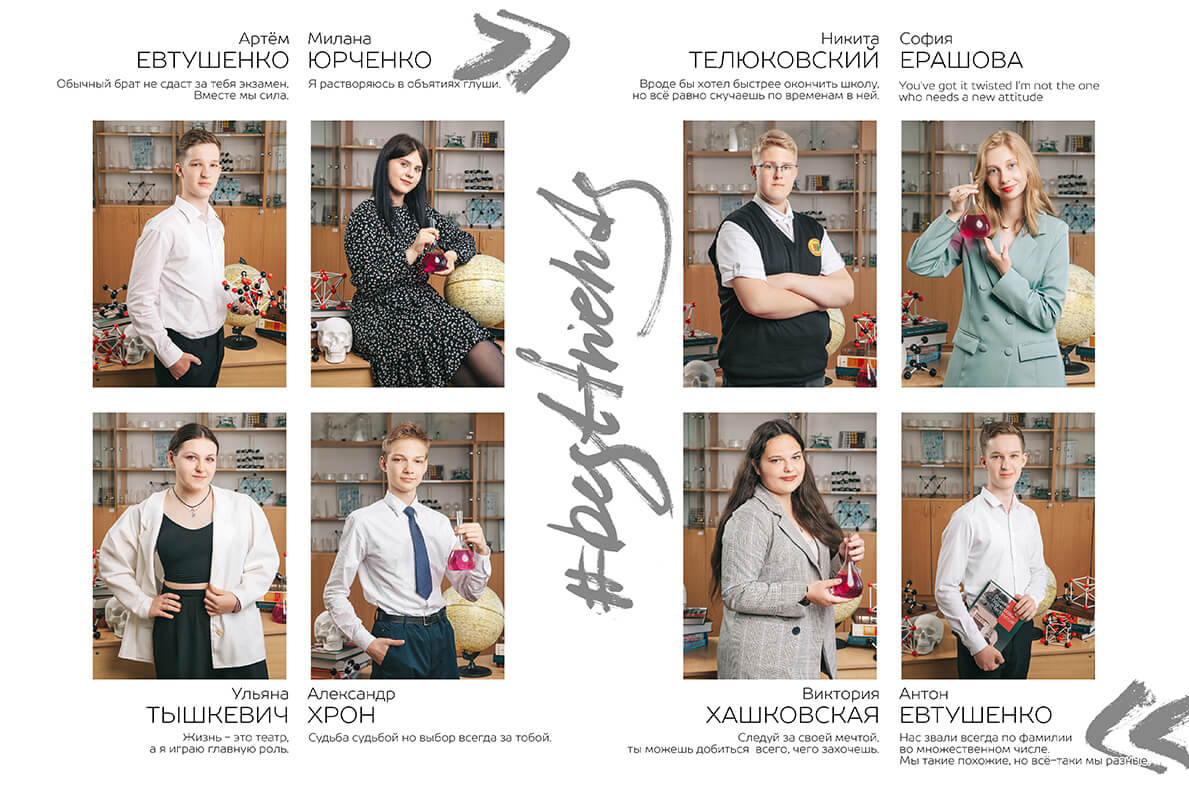 Артём
ЕВТУШЕНКО
Обычный брат не сдаст за тебя экзамен.
Вместе мы сила.
Милана
ЮРЧЕНКО
Я растворяюсь в объятиях глуши.
Никита
ТЕЛЮКОВСКИЙ
Вроде бы хотел быстрее окончить школу,
но всё равно скучаешь по временам в ней.
София
ЕРАШОВА
You've got it twisted I'm not the one
who needs a new attitude
#bestfriends
Ульяна
ТЫШКЕВИЧ
Жизнь - это театр,
а я играю главную роль.
Александр
ХРОН
Судьба судьбой но выбор всегда за тобой.
Виктория
ХАШКОВСКАЯ
Следуй за своей мечтой,
ты можешь добиться всего, чего захочешь.
Антон
ЕВТУШЕНКО
Нас звали всегда по фамилии
во множественном числе.
Мы такие похожие, но всё-таки мы разные.